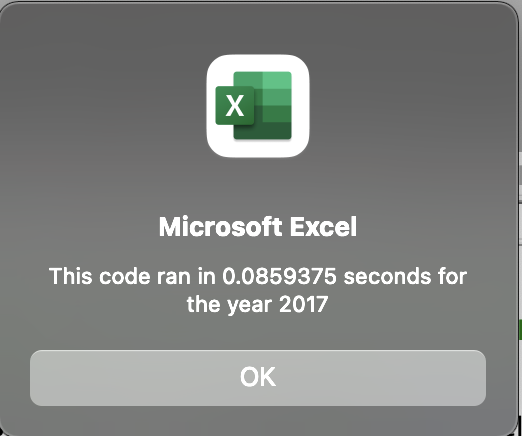 X
Microsoft Excel
This code ran in 0.0859375 seconds for
the year 2017
OK